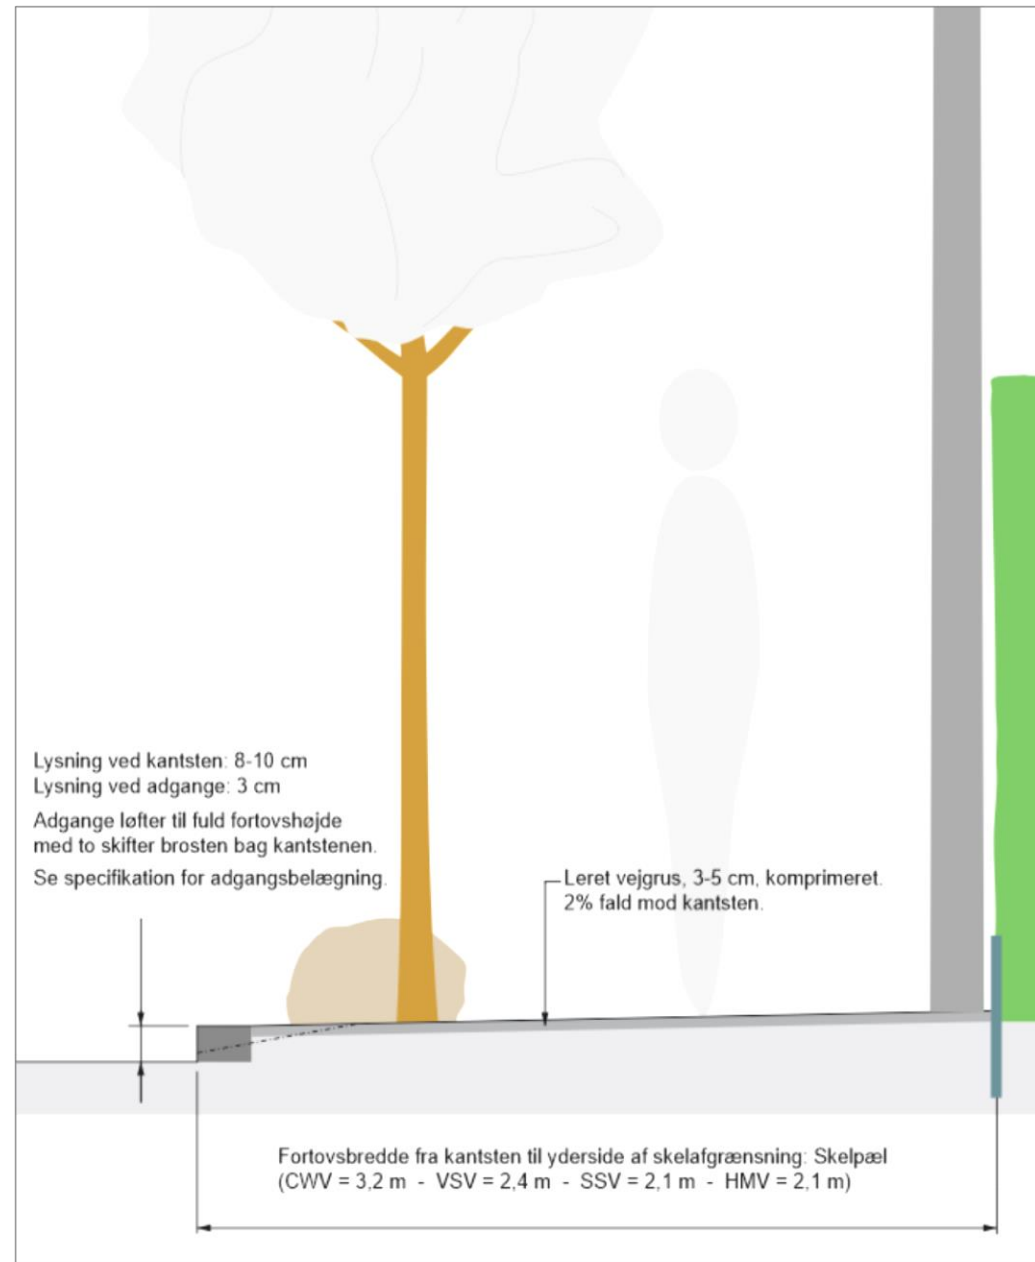 Lysning ved kantsten: 8-10 cm
Lysning ved adgange: 3 cm
Adgange løfter til fuld fortovshøjde
med to skifter brosten bag kantstenen.
Se specifikation for adgangsbelægning.
Leret vejgrus, 3-5 cm, komprimeret.
2% fald mod kantsten.
Fortovsbredde fra kantsten til yderside af skelafgrænsning: Skelpæl
(CWV = 3,2 m - VSV = 2,4 m - SSV = 2,1 m - HMV = 2,1 m)